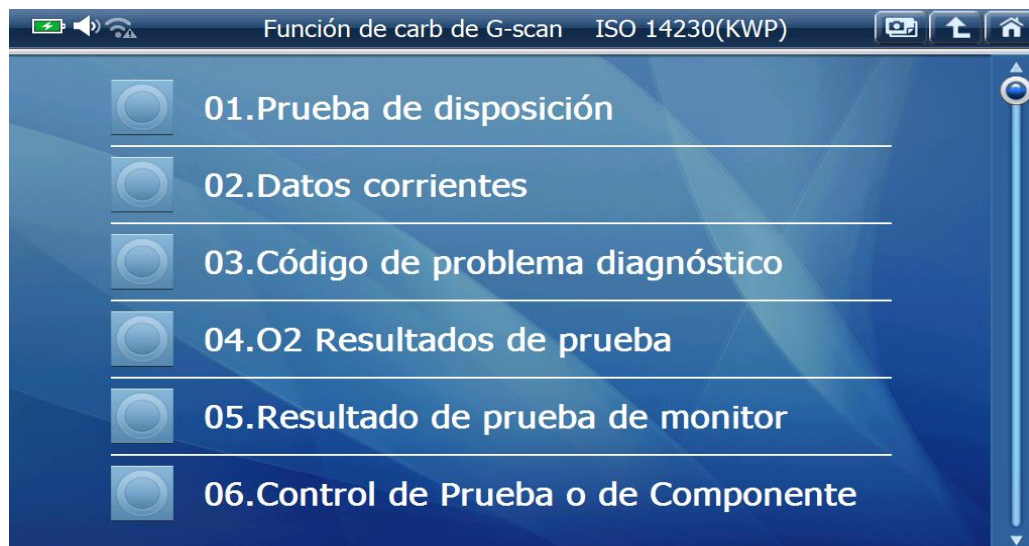 Función de carb de G-scan ISO 14230(KWP)
01.Prueba de disposición
02.Datos corrientes
03.Código de problema diagnóstico
04.O2 Resultados de prueba
05.Resultado de prueba de monitor
06.Control de Prueba o de Componente